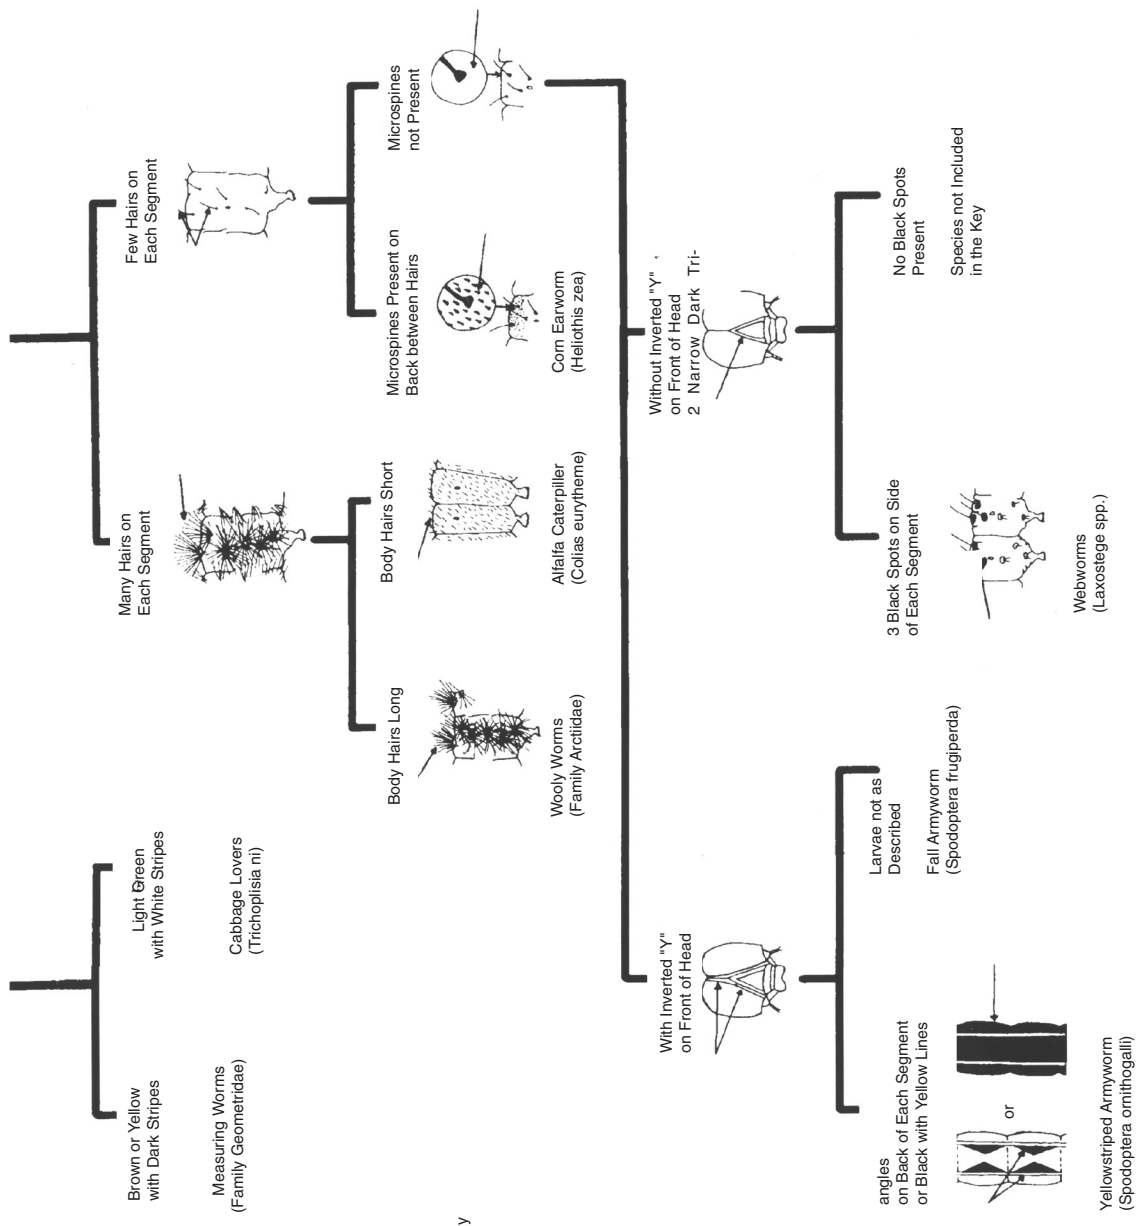 Brown or Yellow
with Dark Stripes
Measuring Worms
(Family Geometridae)
Light Green
with White Stripes
Cabbage Lovers
(Trichoplisia ni)
Many Hairs on
Each Segment
Few Hairs on
Each Segment
Body Hairs Long
Wooly Worms
(Family Arctiidae)
Body Hairs Short
Alfalfa Caterpiller
(Colias eurytheme)
Microspines Present on
Back between Hairs
Corn Earworm
(Heliothis zea)
Microspines
not Present
y
With Inverted "Y"
on Front of Head
Without Inverted "Y"
on Front of Head
2 Narrow Dark Tri-
angles
on Back of Each Segment
or Black with Yellow Lines
or
Yellowstriped Armyworm
(Spodoptera ornithogalli)
Larvae not as
Described
Fall Armyworm
(Spodoptera frugiperda)
3 Black Spots on Side
of Each Segment
Webworms
(Laxostege spp.)
No Black Spots
Present
Species not Included
in the Key